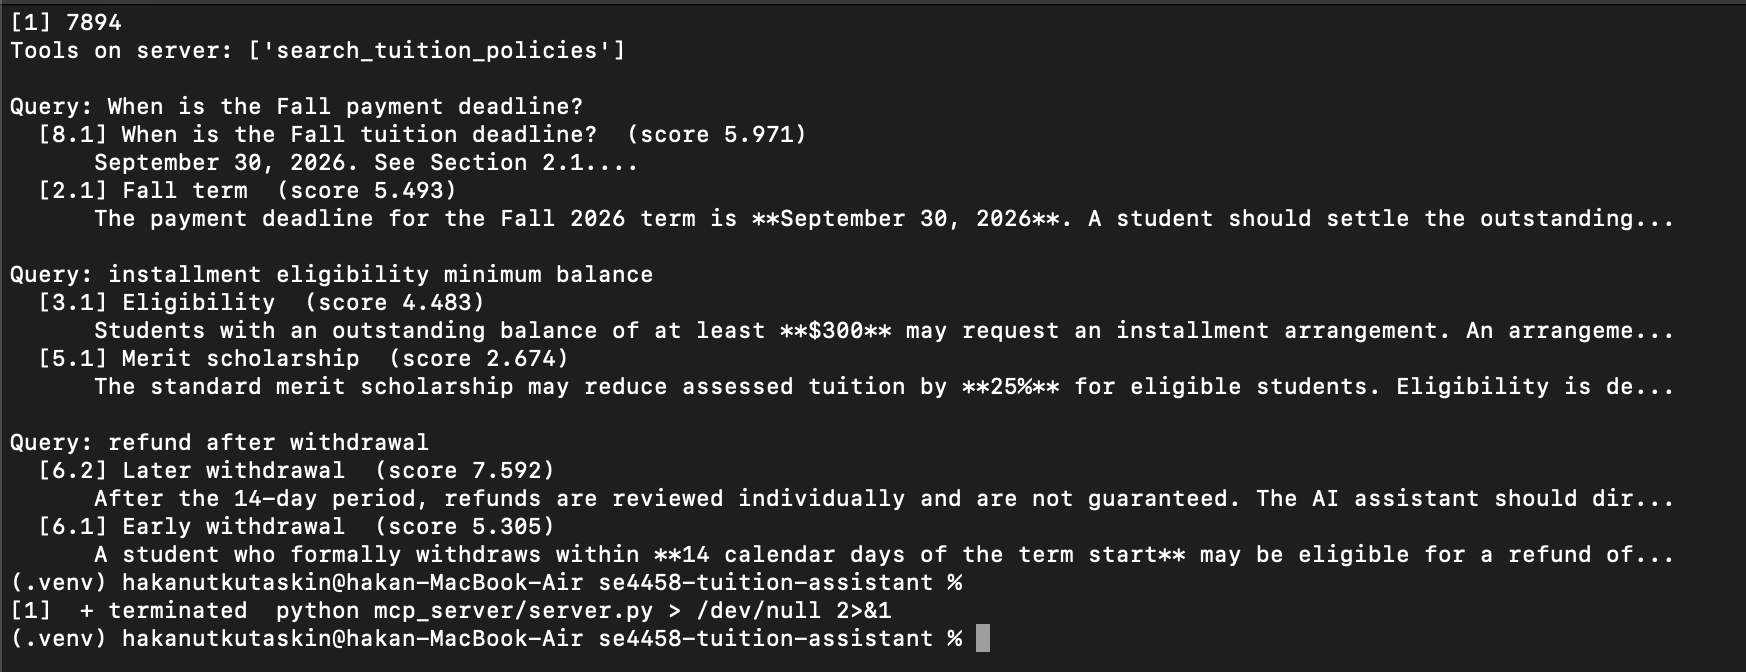 [1] 7894
Tools on server: ['search_tuition_policies']
Query: When is the Fall payment deadline?
[8.1] When is the Fall tuition deadline?  (score 5.971)
September 30, 2026. See Section 2.1....
[2.1] Fall term  (score 5.493)
The payment deadline for the Fall 2026 term is **September 30, 2026**. A student should settle the outstanding...
Query: installment eligibility minimum balance
[3.1] Eligibility  (score 4.483)
Students with an outstanding balance of at least **$300** may request an installment arrangement. An arrangeme...
[5.1] Merit scholarship  (score 2.674)
The standard merit scholarship may reduce assessed tuition by **25%** for eligible students. Eligibility is de...
Query: refund after withdrawal
[6.2] Later withdrawal  (score 7.592)
After the 14-day period, refunds are reviewed individually and are not guaranteed. The AI assistant should dir...
[6.1] Early withdrawal  (score 5.305)
A student who formally withdraws within **14 calendar days of the term start** may be eligible for a refund of...
(.venv) hakanutkutaskin@hakan-MacBook-Air se4458-tuition-assistant %
[1]  + terminated  python mcp_server/server.py > /dev/null 2>&1
(.venv) hakanutkutaskin@hakan-MacBook-Air se4458-tuition-assistant %